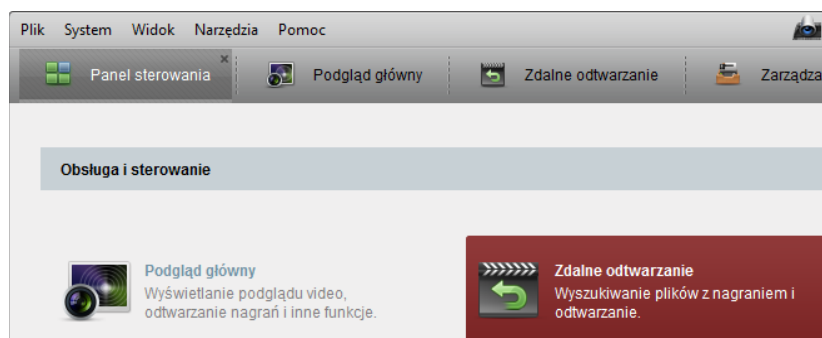 Plik System Widok Narzędzia Pomoc
Panel sterowania Podgląd główny Zdalne odtwarzanie
Obsługa i sterowanie
Podgląd główny
Wyświetlanie podglądu video,
odtwarzanie nagrań i inne funkcje.
Zdalne odtwarzanie
Wyszukiwanie plików z nagraniem i
odtwarzanie.